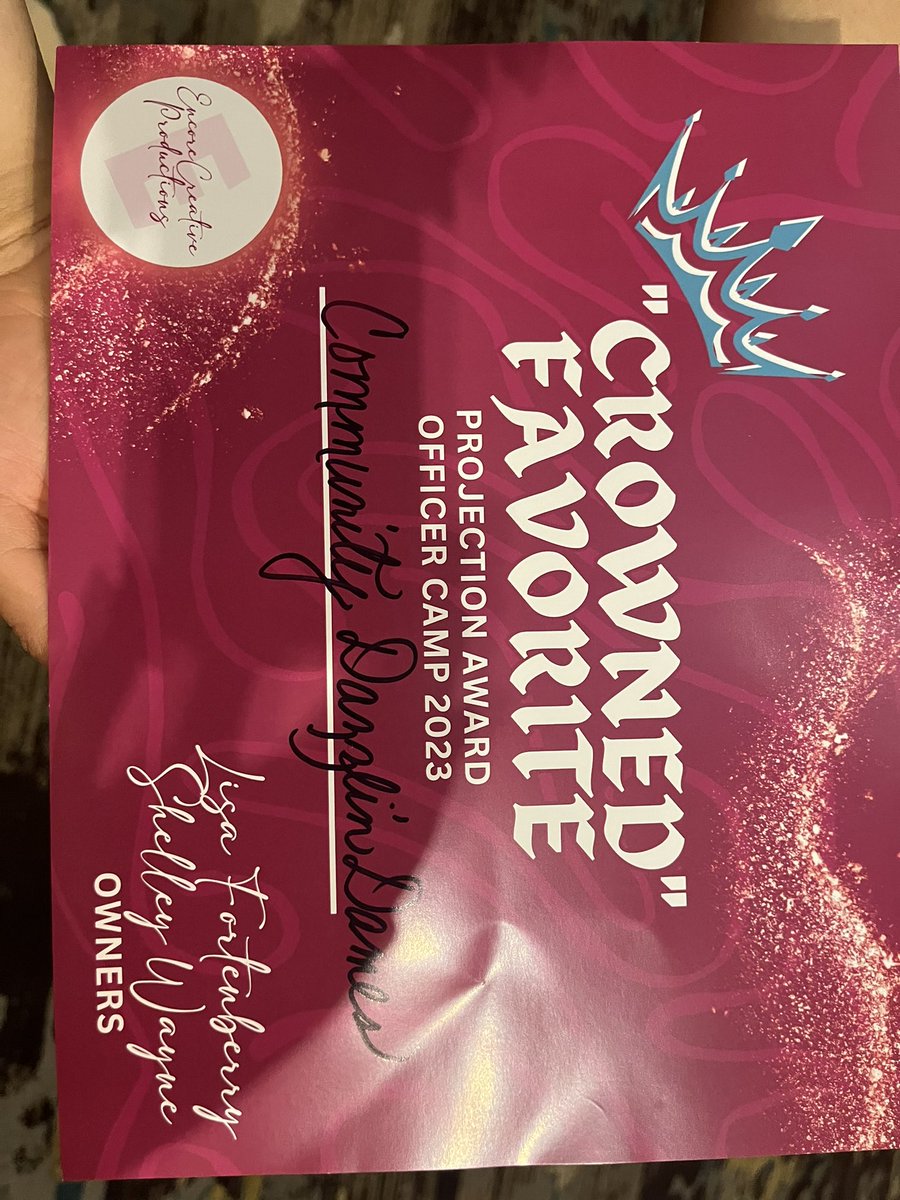 "CROWNED"
FAVORITE
PROJECTION AWARD
OFFICER CAMP 2023
Community Dazzlin Dames
Encore Creative
Productions
Lisa Fortenberry
Shelley Wayne
OWNERS